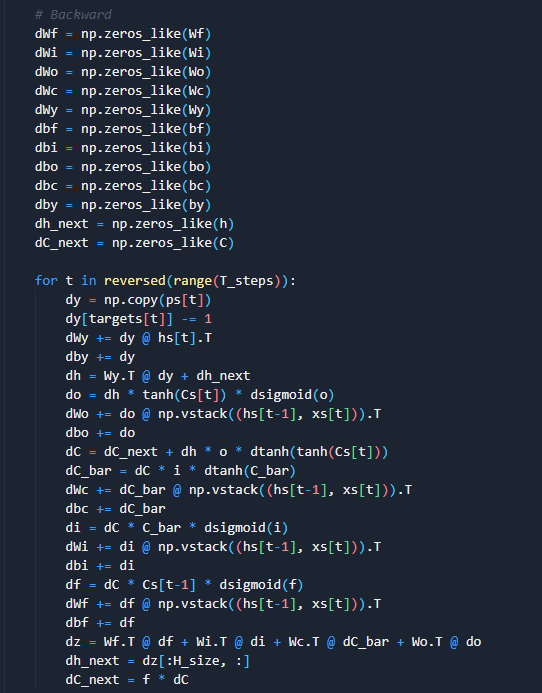 # Backward
dWf = np.zeros_like(Wf)
dWi = np.zeros_like(Wi)
dWo = np.zeros_like(Wo)
dWc = np.zeros_like(Wc)
dWy = np.zeros_like(Wy)
dbf = np.zeros_like(bf)
dbi = np.zeros_like(bi)
dbo = np.zeros_like(bo)
dbc = np.zeros_like(bc)
dby = np.zeros_like(by)
dh_next = np.zeros_like(h)
dC_next = np.zeros_like(C)

for t in reversed(range(T_steps)):
    dy = np.copy(ps[t])
    dy[targets[t]] -= 1
    dWy += dy @ hs[t].T
    dby += dy
    dh = Wy.T @ dy + dh_next
    do = dh * tanh(Cs[t]) * dsigmoid(o)
    dWo += do @ np.vstack((hs[t-1], xs[t])).T
    dbo += do
    dC = dC_next + dh * o * dtanh(tanh(Cs[t]))
    dC_bar = dC * i * dtanh(C_bar)
    dWc += dC_bar @ np.vstack((hs[t-1], xs[t])).T
    dbc += dC_bar
    di = dC * C_bar * dsigmoid(i)
    dWi += di @ np.vstack((hs[t-1], xs[t])).T
    dbi += di
    df = dC * Cs[t-1] * dsigmoid(f)
    dWf += df @ np.vstack((hs[t-1], xs[t])).T
    dbf += df
    dz = Wf.T @ df + Wi.T @ di + Wc.T @ dC_bar + Wo.T @ do
    dh_next = dz[:H_size, :]
    dC_next = f * dC